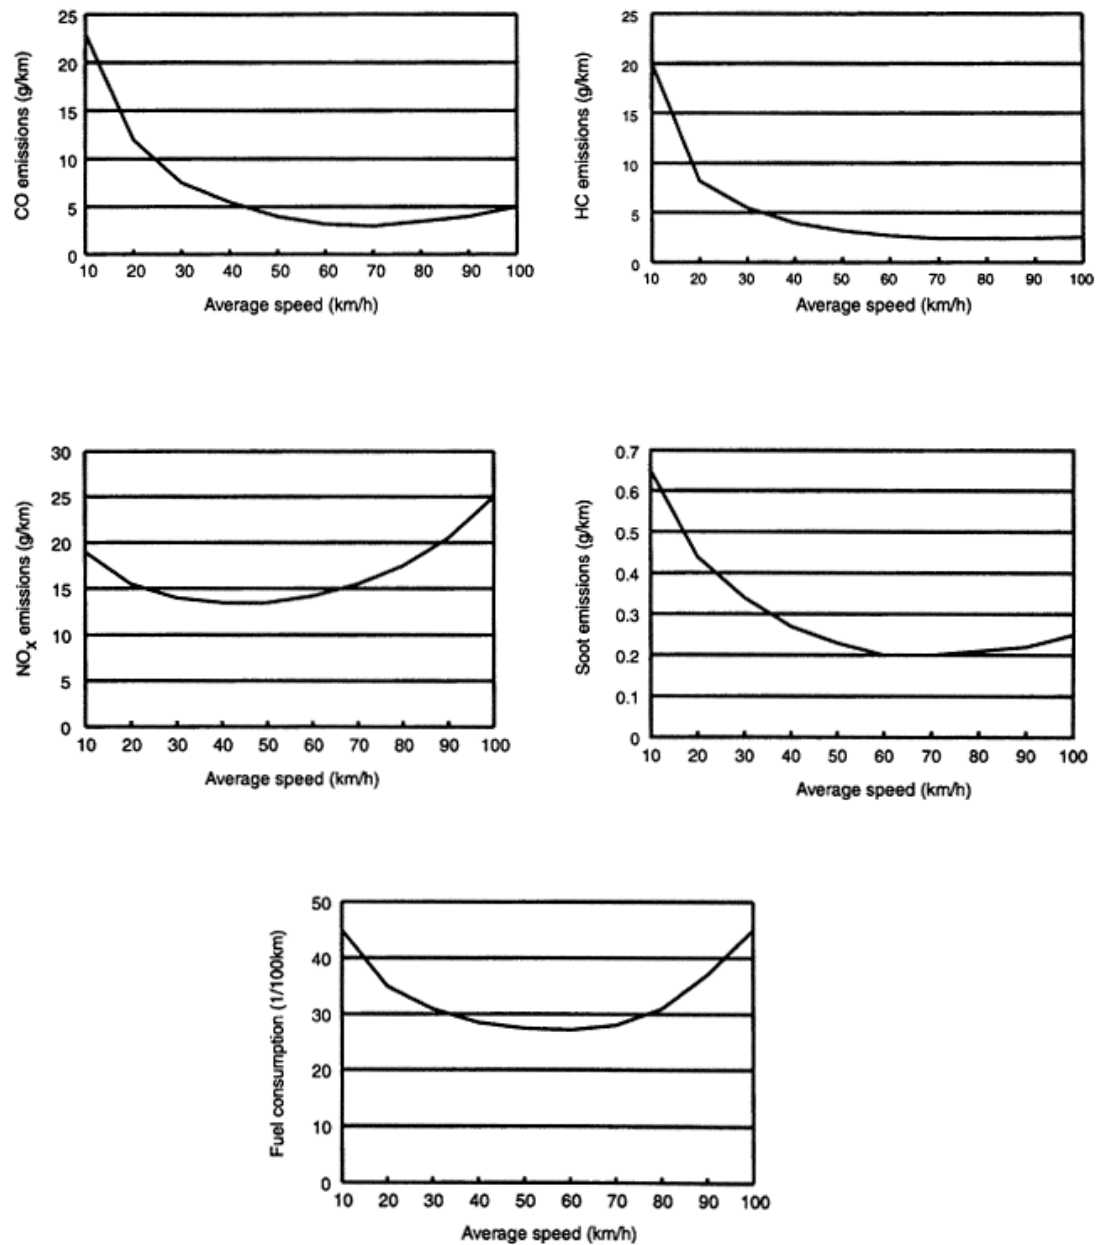 CO emissions (g/km)
25
20
15
10
5
0
10 20 30 40 50 60 70 80 90 100
Average speed (km/h)
HC emissions (g/km)
25
20
15
10
5
0
10 20 30 40 50 60 70 80 90 100
Average speed (km/h)
NOx emissions (g/km)
30
25
20
15
10
5
0
10 20 30 40 50 60 70 80 90 100
Average speed (km/h)
Soot emissions (g/km)
0.7
0.6
0.5
0.4
0.3
0.2
0.1
0
10 20 30 40 50 60 70 80 90 100
Average speed (km/h)
Fuel consumption (1/100km)
50
40
30
20
10
0
10 20 30 40 50 60 70 80 90 100
Average speed (km/h)